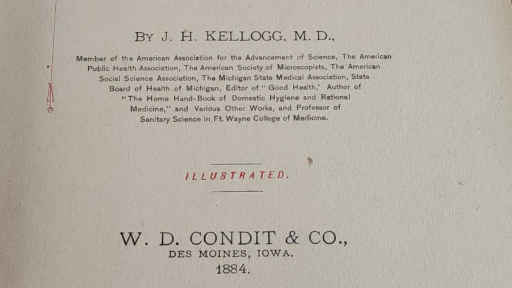 BY J. H. KELLOGG, M. D.,
Member of the American Association for the Advancement of Science, The American
Public Health Association, The American Society of Microscopists, The American
Social Science Association, The Michigan State Medical Association, State
Board of Health of Michigan, Editor of "Good Health," Author of
"The Home Hand-Book of Domestic Hygiene and Rational
Medicine," and Various Other Works, and Professor of
Sanitary Science in Ft. Wayne College of Medicine.
ILLUSTRATED.
W. D. CONDIT & CO.,
DES MOINES, IOWA.
1884.